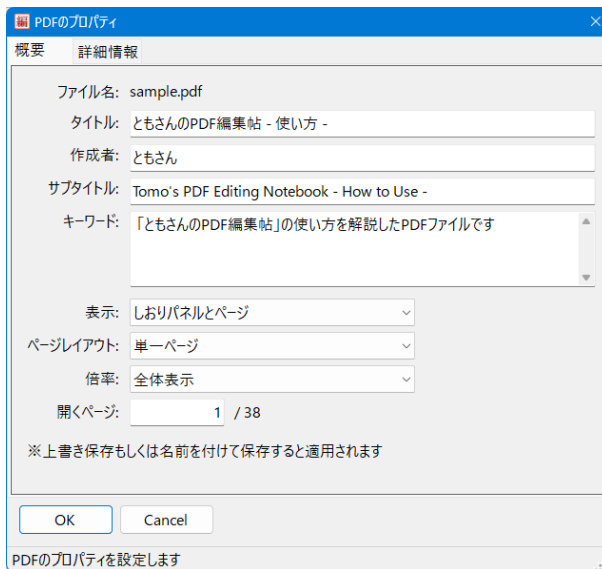 編 PDFのプロパティ
概要 詳細情報
ファイル名: sample.pdf
タイトル: ともさんのPDF編集帖 - 使い方 -
作成者: ともさん
サブタイトル: Tomo's PDF Editing Notebook - How to Use -
キーワード: 「ともさんのPDF編集帖」の使い方を解説したPDFファイルです
表示: しおりパネルとページ
ページレイアウト: 単一ページ
倍率: 全体表示
開くページ: 1 / 38
※上書き保存もしくは名前を付けて保存すると適用されます
OK Cancel
PDFのプロパティを設定します